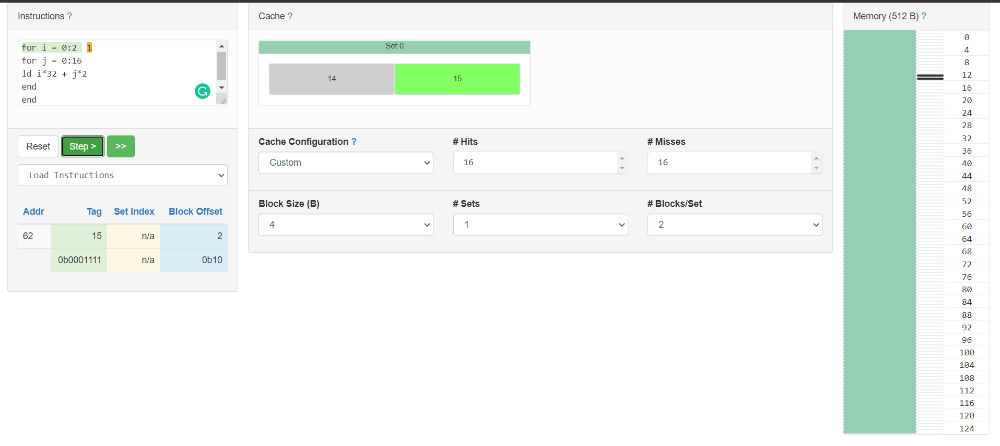 Instructions ?
for i = 0:2 1
for j = 0:16
ld i*32 + j*2
end
end
Reset
Step >
>>
Load Instructions
Addr Tag Set Index Block Offset
62 15 n/a 2
0b0001111 n/a 0b10
Cache ?
Set 0
14 15
Cache Configuration ? # Hits # Misses
Custom 16 16
Block Size (B) # Sets # Blocks/Set
4 1 2
Memory (512 B) ?
0
4
8
12
16
20
24
28
32
36
40
44
48
52
56
60
64
68
72
76
80
84
88
92
96
100
104
108
112
116
120
124